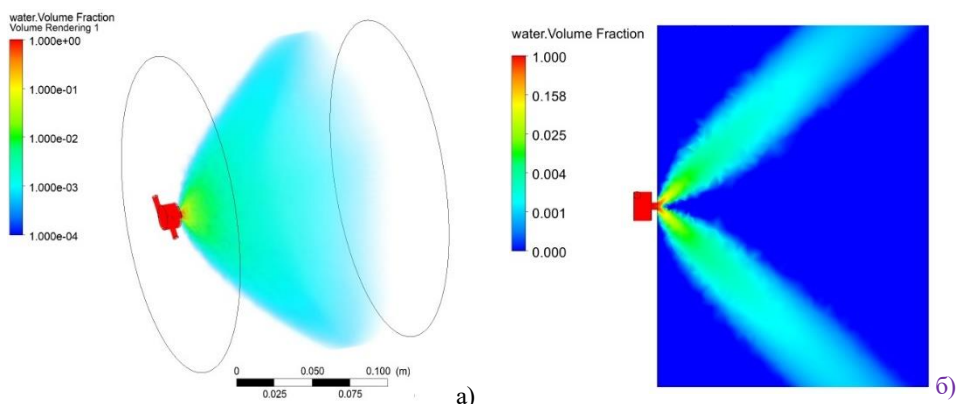 water.Volume Fraction
Volume Rendering 1
1.000e+00
1.000e-01
1.000e-02
1.000e-03
1.000e-04
0 0.050 0.100 (m)
0.025 0.075
а)
water.Volume Fraction
1.000
0.158
0.025
0.004
0.001
0.000
б)